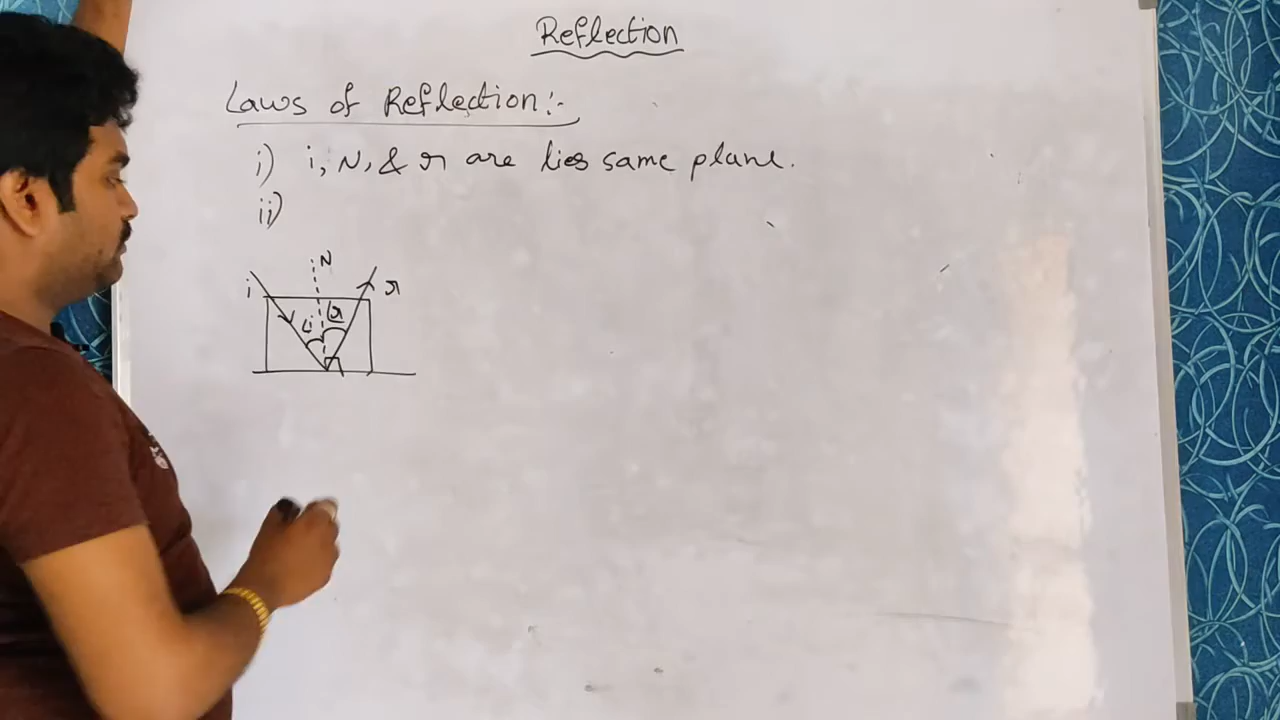 Reflection
Laws of Reflection:-
i) i, N, & r are lies same plane.
ii)
N
i
r
i
r